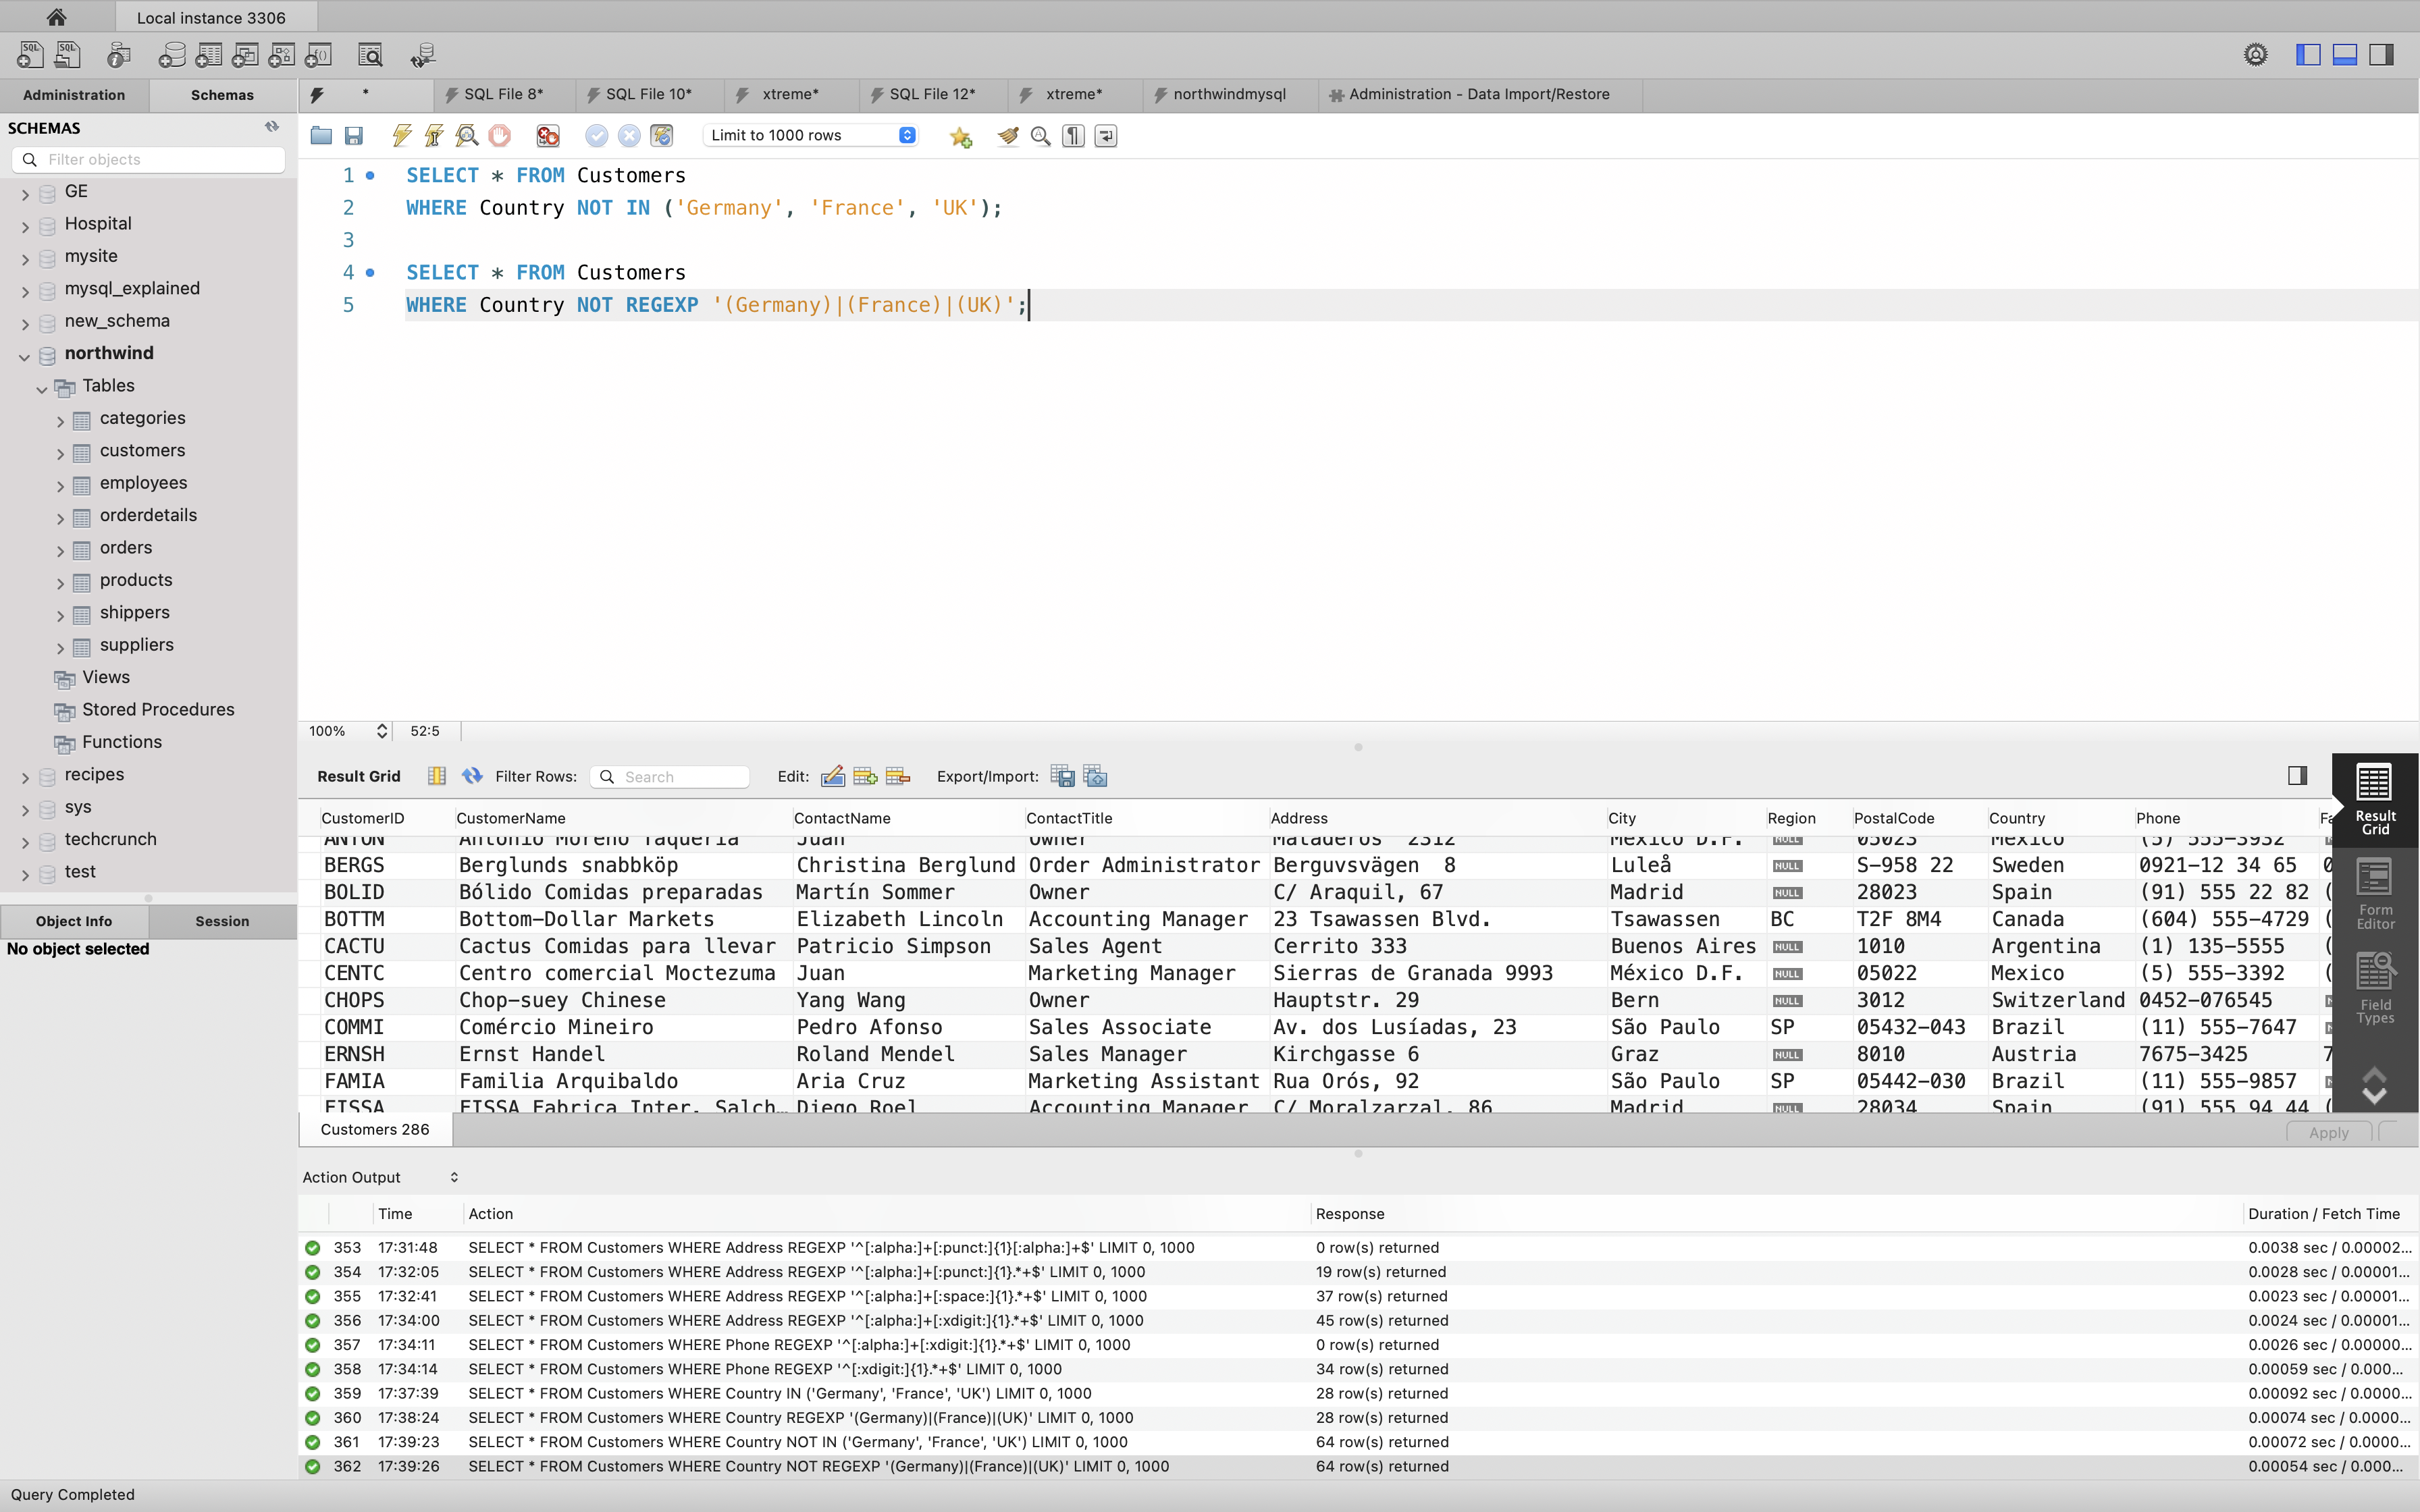 Local instance 3306
Administration
Schemas
SQL File 8*
SQL File 10*
xtreme*
SQL File 12*
xtreme*
northwindmysql
Administration - Data Import/Restore
SCHEMAS
Filter objects
GE
Hospital
mysite
mysql_explained
new_schema
northwind
Tables
categories
customers
employees
orderdetails
orders
products
shippers
suppliers
Views
Stored Procedures
Functions
recipes
sys
techcrunch
test
Object Info
Session
No object selected
Limit to 1000 rows
1 SELECT * FROM Customers
2 WHERE Country NOT IN ('Germany', 'France', 'UK');
3
4 SELECT * FROM Customers
5 WHERE Country NOT REGEXP '(Germany)|(France)|(UK)';
100% 52:5
Result Grid Filter Rows: Search Edit: Export/Import:
CustomerID CustomerName ContactName ContactTitle Address City Region PostalCode Country Phone
ANTON Antonio Moreno Taquería Juan Owner Mataderos 2312 México D.F. NULL 05023 Mexico (5) 555-3932
BERGS Berglunds snabbköp Christina Berglund Order Administrator Berguvsvägen 8 Luleå NULL S-958 22 Sweden 0921-12 34 65
BOLID Bólido Comidas preparadas Martín Sommer Owner C/ Araquil, 67 Madrid NULL 28023 Spain (91) 555 22 82 (
BOTTM Bottom-Dollar Markets Elizabeth Lincoln Accounting Manager 23 Tsawassen Blvd. Tsawassen BC T2F 8M4 Canada (604) 555-4729 (
CACTU Cactus Comidas para llevar Patricio Simpson Sales Agent Cerrito 333 Buenos Aires NULL 1010 Argentina (1) 135-5555 (
CENTC Centro comercial Moctezuma Juan Marketing Manager Sierras de Granada 9993 México D.F. NULL 05022 Mexico (5) 555-3392 (
CHOPS Chop-suey Chinese Yang Wang Owner Hauptstr. 29 Bern NULL 3012 Switzerland 0452-076545
COMMI Comércio Mineiro Pedro Afonso Sales Associate Av. dos Lusíadas, 23 São Paulo SP 05432-043 Brazil (11) 555-7647
ERNSH Ernst Handel Roland Mendel Sales Manager Kirchgasse 6 Graz NULL 8010 Austria 7675-3425 7
FAMIA Familia Arquibaldo Aria Cruz Marketing Assistant Rua Orós, 92 São Paulo SP 05442-030 Brazil (11) 555-9857
FISSA FISSA Fabrica Inter. Salch… Diego Roel Accounting Manager C/ Moralzarzal, 86 Madrid NULL 28034 Spain (91) 555 94 44 (
Result Grid
Form Editor
Field Types
Customers 286
Apply
Action Output
Time Action Response Duration / Fetch Time
353 17:31:48 SELECT * FROM Customers WHERE Address REGEXP '^[:alpha:]+[:punct:]{1}[:alpha:]+$' LIMIT 0, 1000 0 row(s) returned 0.0038 sec / 0.00002...
354 17:32:05 SELECT * FROM Customers WHERE Address REGEXP '^[:alpha:]+[:punct:]{1}.*+$' LIMIT 0, 1000 19 row(s) returned 0.0028 sec / 0.00001...
355 17:32:41 SELECT * FROM Customers WHERE Address REGEXP '^[:alpha:]+[:space:]{1}.*+$' LIMIT 0, 1000 37 row(s) returned 0.0023 sec / 0.00001...
356 17:34:00 SELECT * FROM Customers WHERE Address REGEXP '^[:alpha:]+[:xdigit:]{1}.*+$' LIMIT 0, 1000 45 row(s) returned 0.0024 sec / 0.00001...
357 17:34:11 SELECT * FROM Customers WHERE Phone REGEXP '^[:alpha:]+[:xdigit:]{1}.*+$' LIMIT 0, 1000 0 row(s) returned 0.0026 sec / 0.00000...
358 17:34:14 SELECT * FROM Customers WHERE Phone REGEXP '^[:xdigit:]{1}.*+$' LIMIT 0, 1000 34 row(s) returned 0.00059 sec / 0.000...
359 17:37:39 SELECT * FROM Customers WHERE Country IN ('Germany', 'France', 'UK') LIMIT 0, 1000 28 row(s) returned 0.00092 sec / 0.0000...
360 17:38:24 SELECT * FROM Customers WHERE Country REGEXP '(Germany)|(France)|(UK)' LIMIT 0, 1000 28 row(s) returned 0.00074 sec / 0.0000...
361 17:39:23 SELECT * FROM Customers WHERE Country NOT IN ('Germany', 'France', 'UK') LIMIT 0, 1000 64 row(s) returned 0.00072 sec / 0.0000...
362 17:39:26 SELECT * FROM Customers WHERE Country NOT REGEXP '(Germany)|(France)|(UK)' LIMIT 0, 1000 64 row(s) returned 0.00054 sec / 0.000...
Query Completed